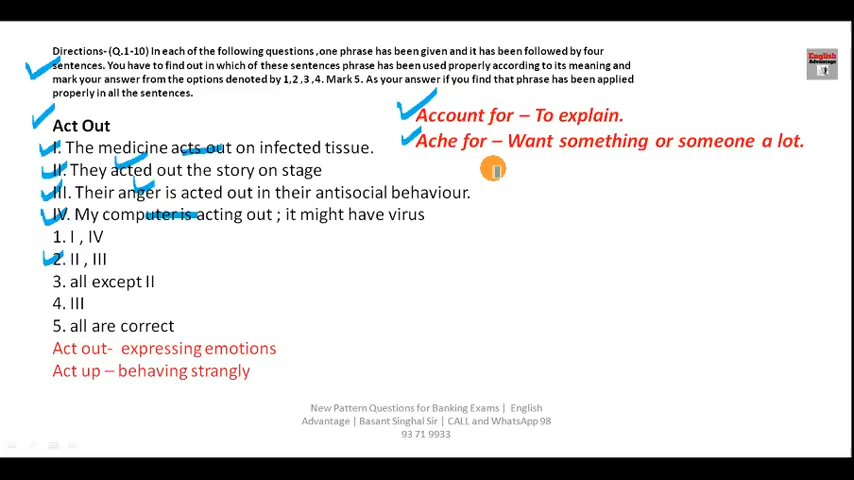 Directions- (Q.1-10) In each of the following questions ,one phrase has been given and it has been followed by four
sentences. You have to find out in which of these sentences phrase has been used properly according to its meaning and
mark your answer from the options denoted by 1,2 ,3 ,4. Mark 5. As your answer if you find that phrase has been applied
properly in all the sentences.
English
Advantage
Act Out
I. The medicine acts out on infected tissue.
II. They acted out the story on stage
III. Their anger is acted out in their antisocial behaviour.
IV. My computer is acting out ; it might have virus
1. I , IV
2. II , III
3. all except II
4. III
5. all are correct
Act out- expressing emotions
Act up – behaving strangly
Account for – To explain.
Ache for – Want something or someone a lot.
New Pattern Questions for Banking Exams | English
Advantage | Basant Singhal Sir | CALL and WhatsApp 98
93 71 9933